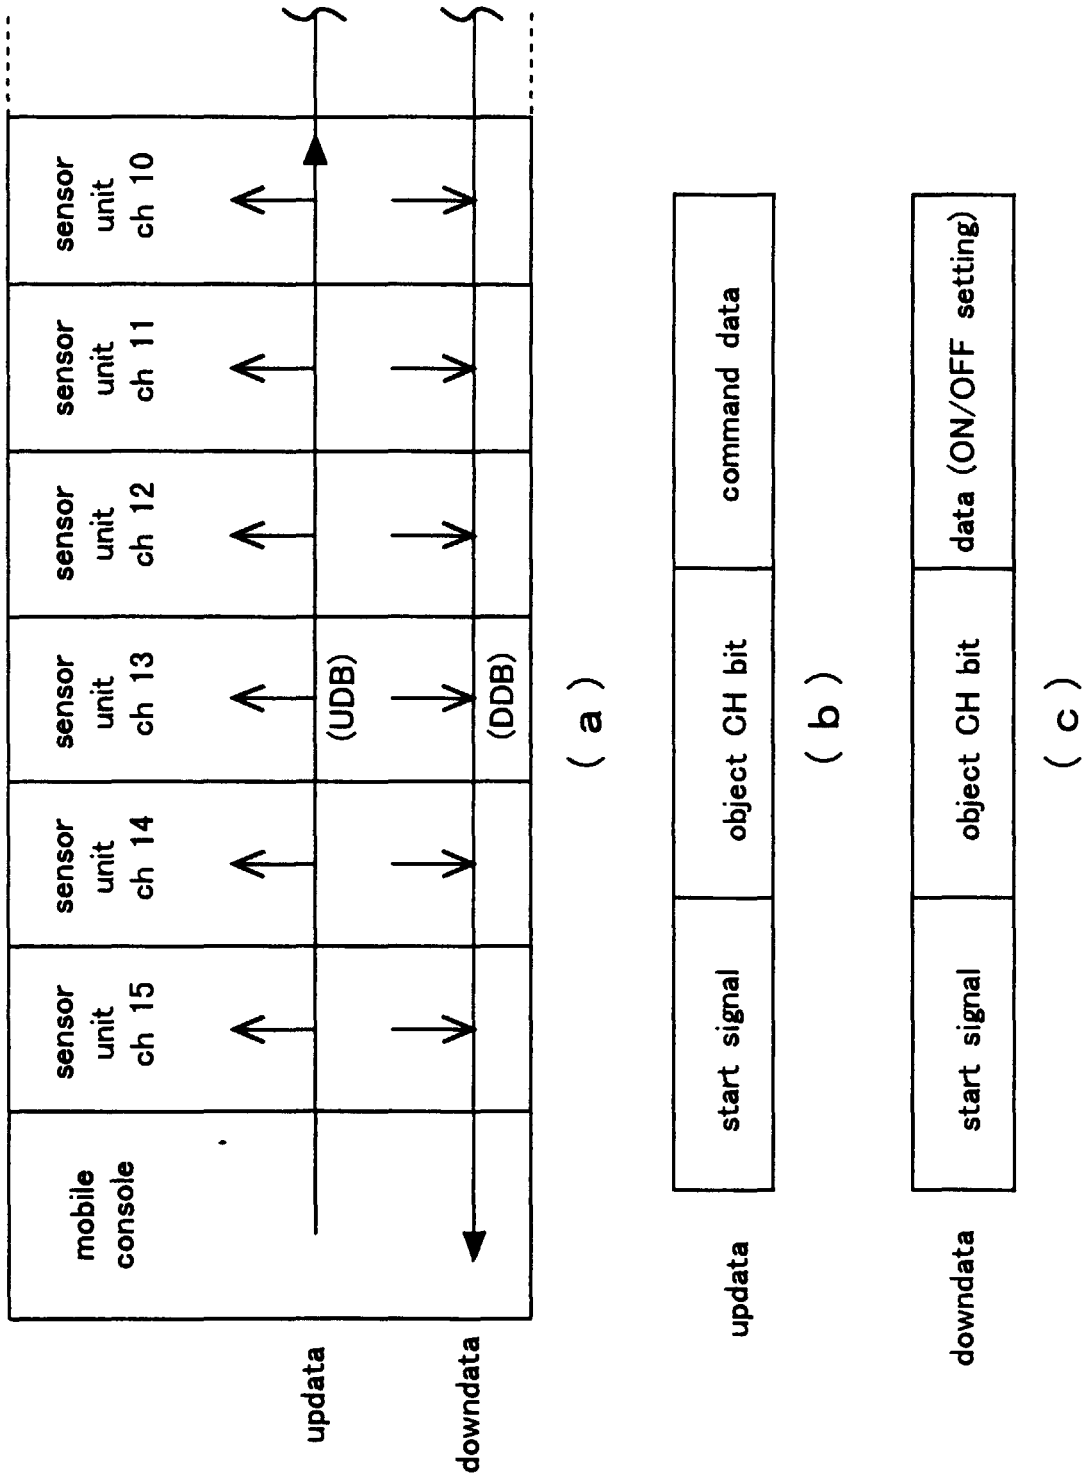 mobile
console
sensor
unit
ch 15
sensor
unit
ch 14
sensor
unit
ch 13
sensor
unit
ch 12
sensor
unit
ch 11
sensor
unit
ch 10
updata
(UDB)
downdata
(DDB)
(a)
updata
start signal
object CH bit
command data
(b)
downdata
start signal
object CH bit
data (ON/OFF setting)
(c)